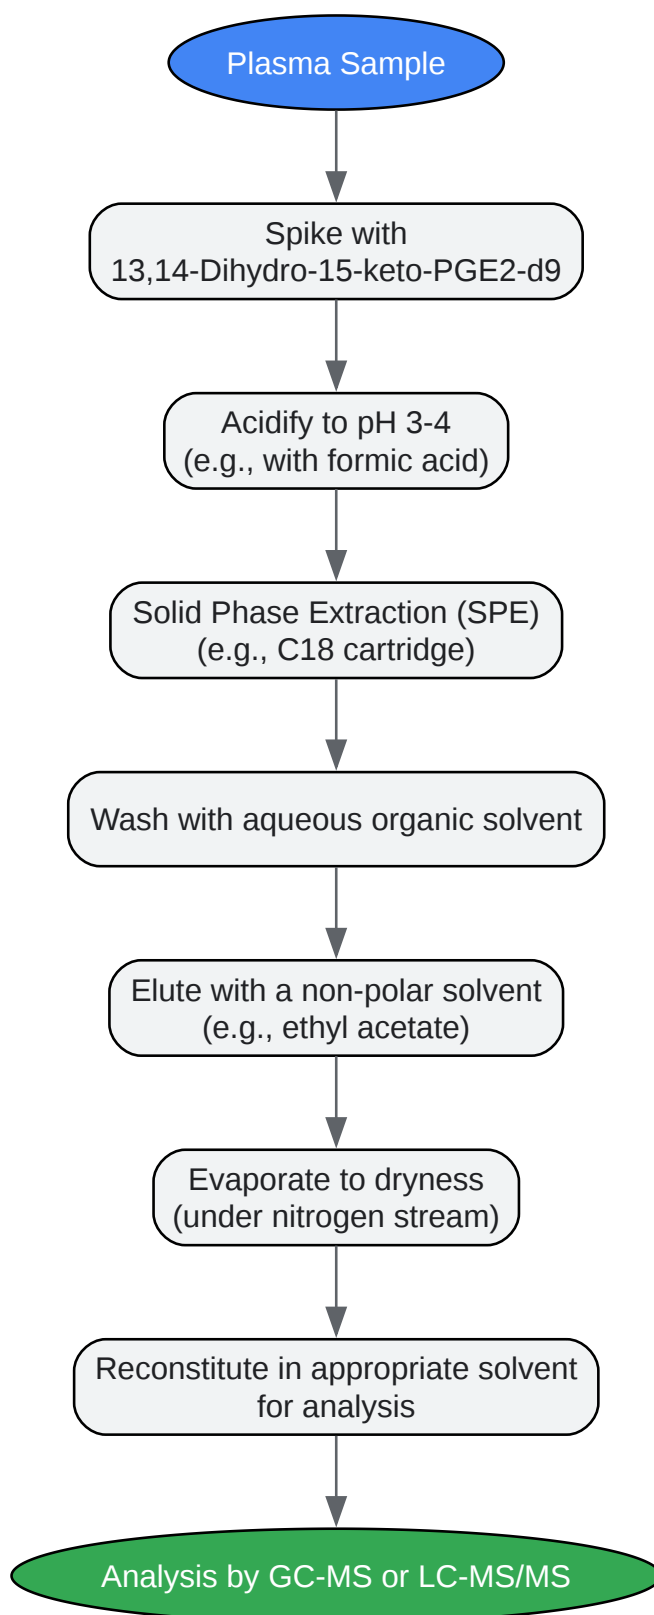 Plasma Sample
Spike with
13,14-Dihydro-15-keto-PGE2-d9
Acidify to pH 3-4
(e.g., with formic acid)
Solid Phase Extraction (SPE)
(e.g., C18 cartridge)
Wash with aqueous organic solvent
Elute with a non-polar solvent
(e.g., ethyl acetate)
Evaporate to dryness
(under nitrogen stream)
Reconstitute in appropriate solvent
for analysis
Analysis by GC-MS or LC-MS/MS